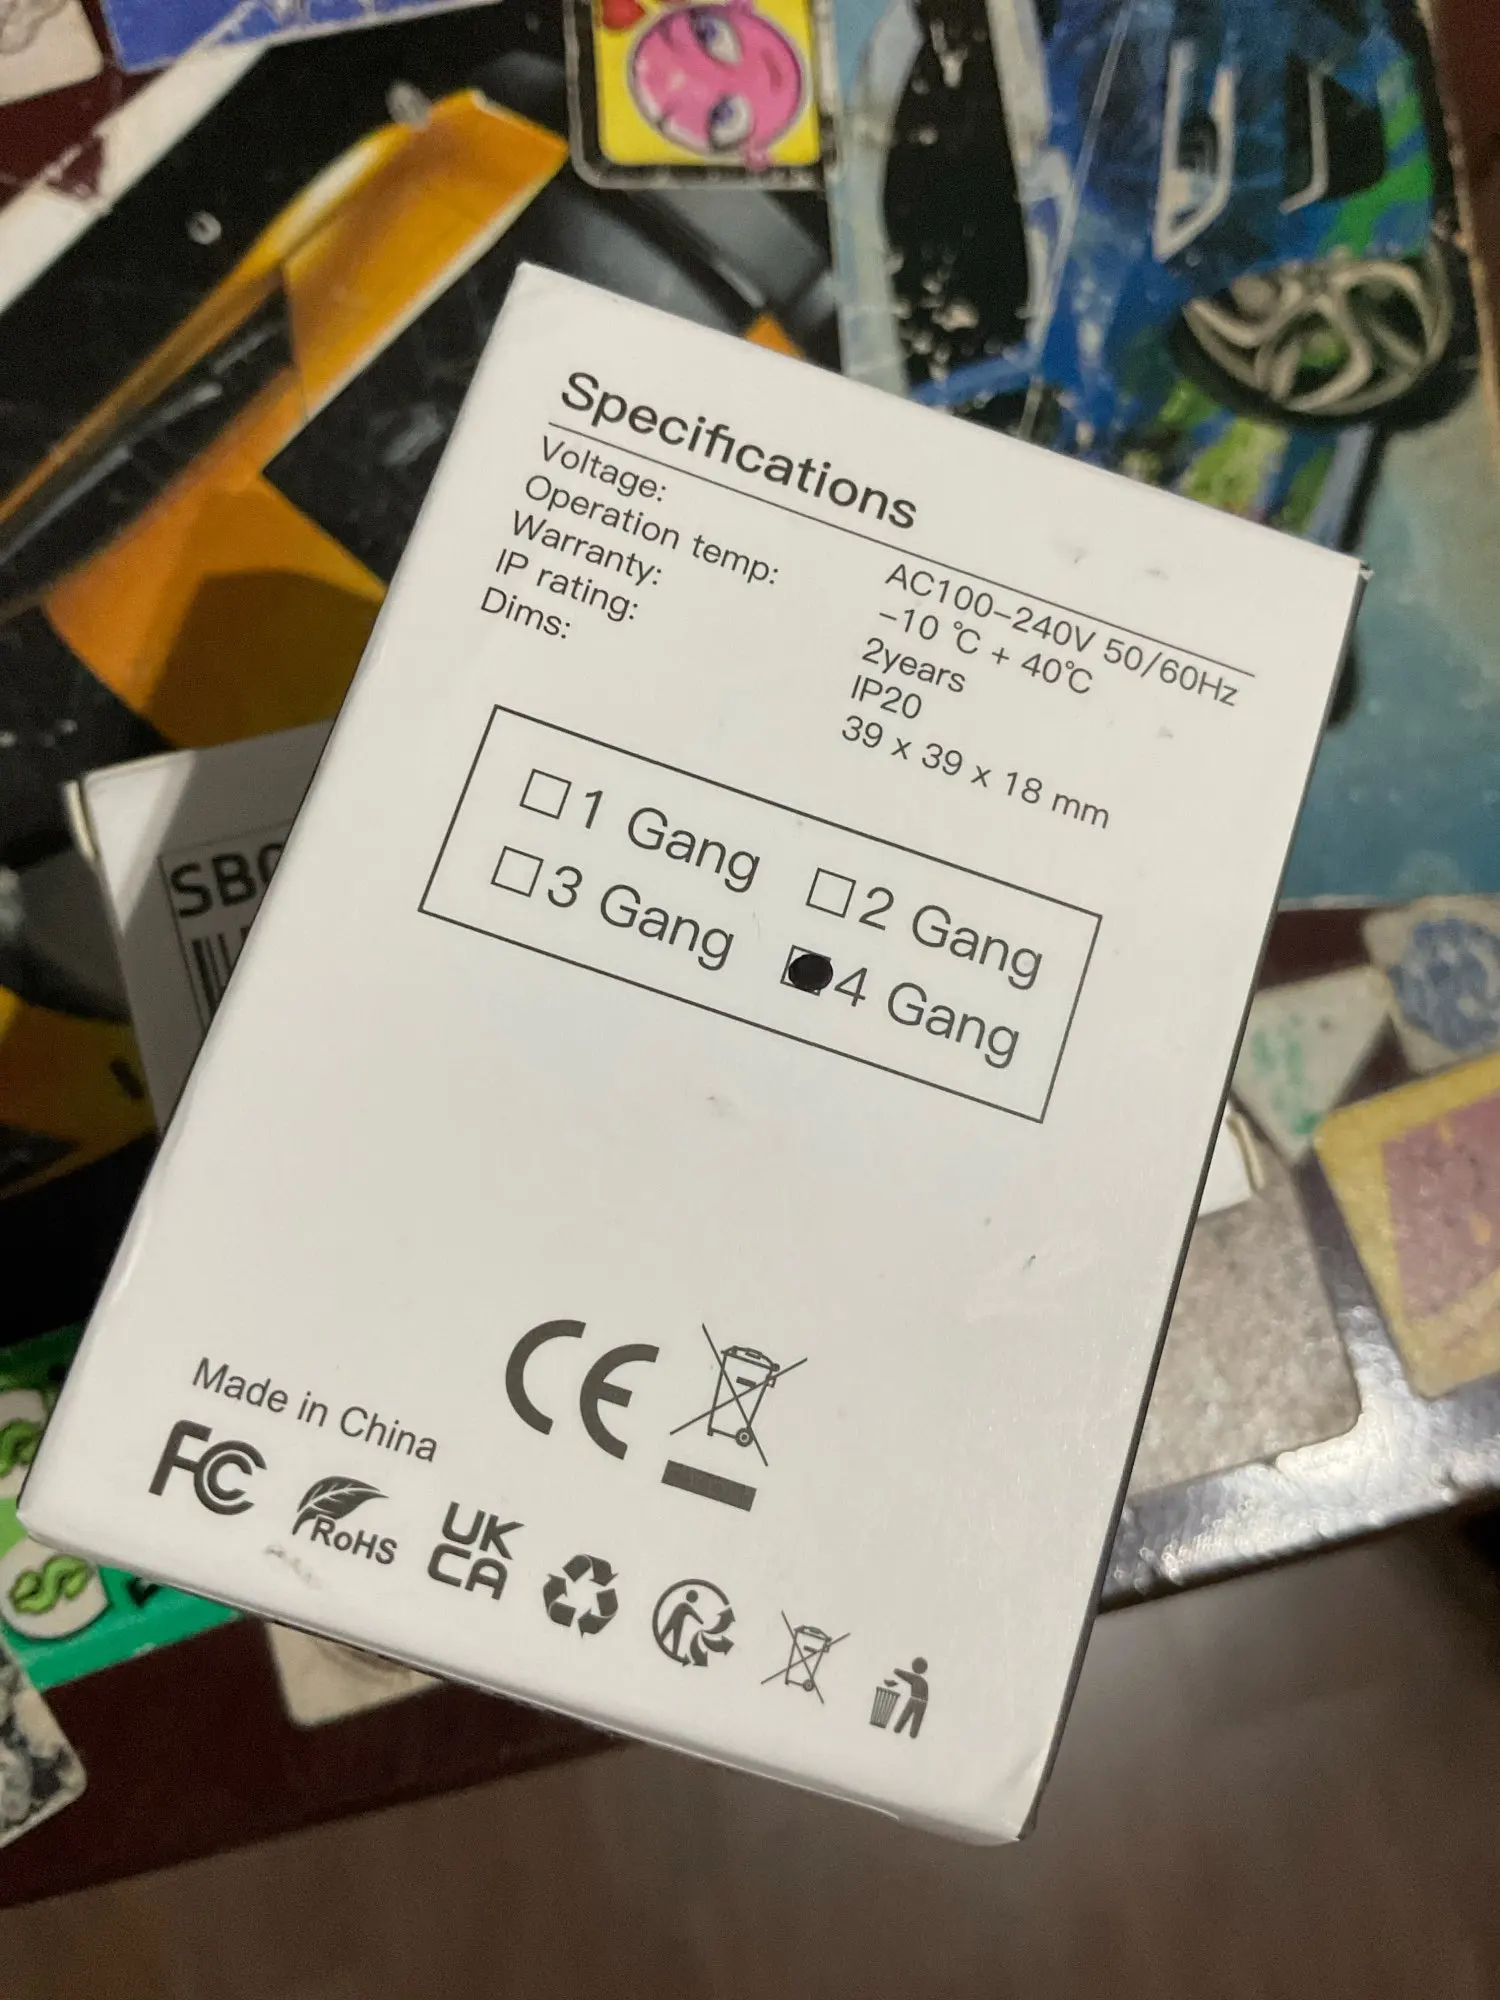 Specifications
Voltage: AC100-240V 50/60Hz
Operation temp: -10 ℃ + 40℃
Warranty: 2years
IP rating: IP20
Dims: 39 x 39 x 18 mm
1 Gang 2 Gang
3 Gang 4 Gang
CE
Made in China
FC RoHS UK CA
SB